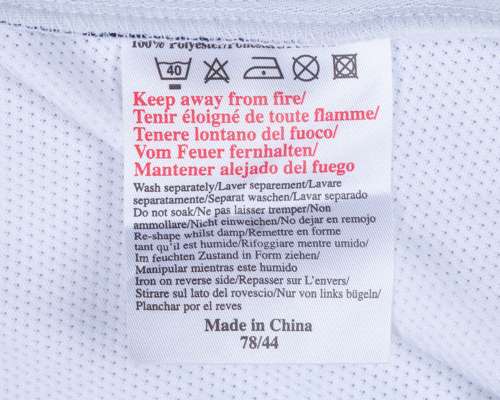 100% Polyester/
40
Keep away from fire/
Tenir éloigné de toute flamme/
Tenere lontano del fuoco/
Vom Feuer fernhalten/
Mantener alejado del fuego
Wash separately/Laver separement/Lavare
separatamente/Separat waschen/Lavar separado
Do not soak/Ne pas laisser tremper/Non
ammollare/Nicht einweichen/No dejar en remojo
Re-shape whilst damp/Remettre en forme
tant qu'il est humide/Rifoggiare mentre umido/
Im feuchten Zustand in Form ziehen/
Manipular mientras este humido
Iron on reverse side/Repasser sur L'envers/
Stirare sul lato del rovescio/Nur von links bügeln/
Planchar por el reves
Made in China
78/44